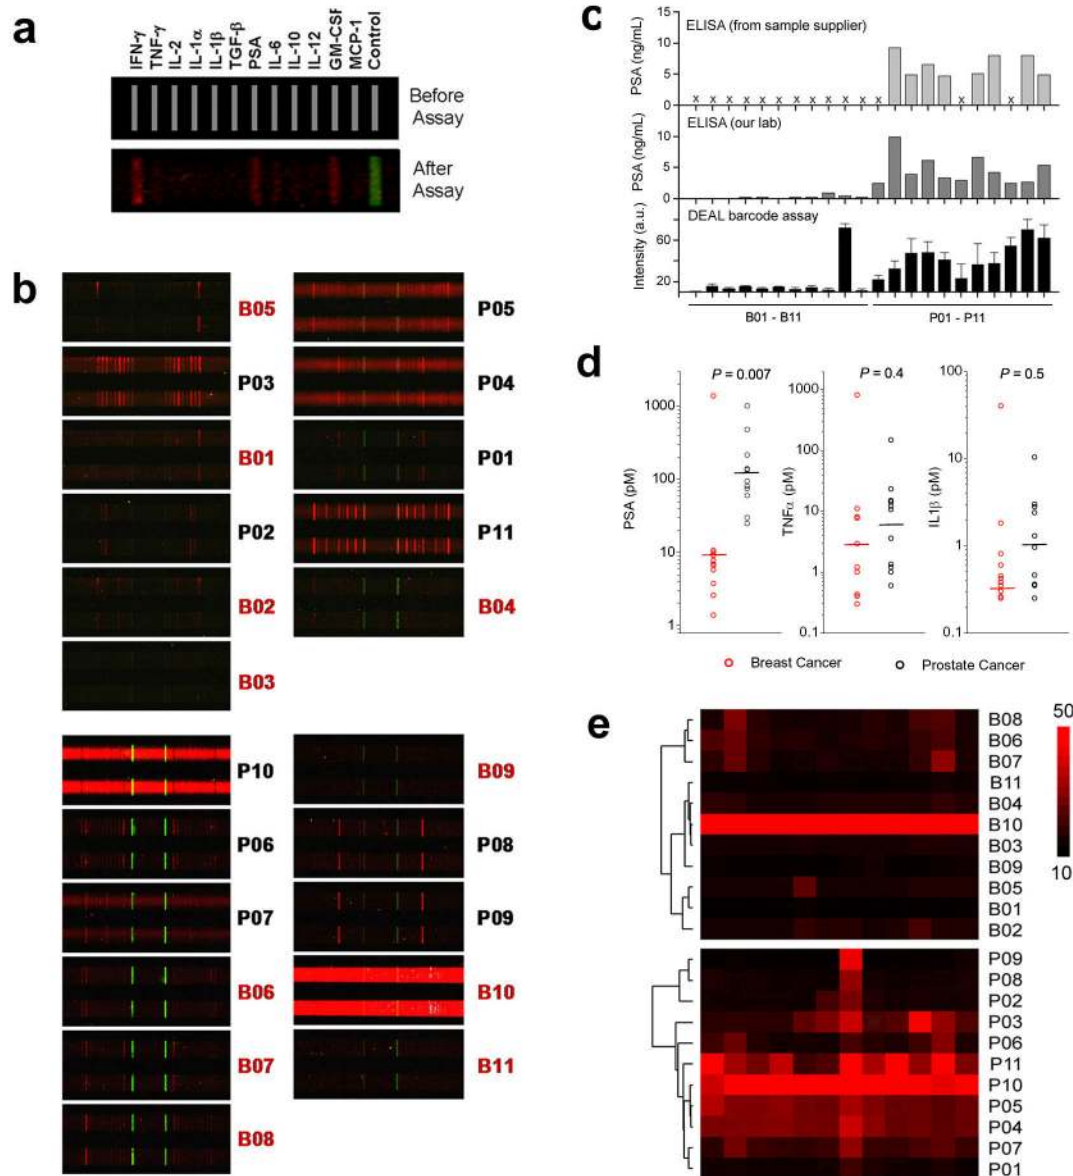 a
IFN-γ
TNF-γ
IL-2
IL-1α
IL-1β
TGF-β
PSA
IL-6
IL-10
IL-12
GM-CSF
MCP-1
Control
Before
Assay
After
Assay
b
B05
P03
B01
P02
B02
B03
P05
P04
P01
P11
B04
P10
P06
P07
B06
B07
B08
B09
P08
P09
B10
B11
c
ELISA (from sample supplier)
PSA (ng/mL)
15
10
5
0
x x x x x x x x x x x x x x
ELISA (our lab)
PSA (ng/mL)
15
10
5
0
DEAL barcode assay
Intensity (a.u.)
60
20
B01 - B11
P01 - P11
d
P = 0.007
PSA (pM)
1000
100
10
1
P = 0.4
TNFα (pM)
1000
100
10
1
0.1
P = 0.5
IL1β (pM)
100
10
1
0.1
Breast Cancer
Prostate Cancer
e
B08
B06
B07
B11
B04
B10
B03
B09
B05
B01
B02
P09
P08
P02
P03
P06
P11
P10
P05
P04
P07
P01
50
10